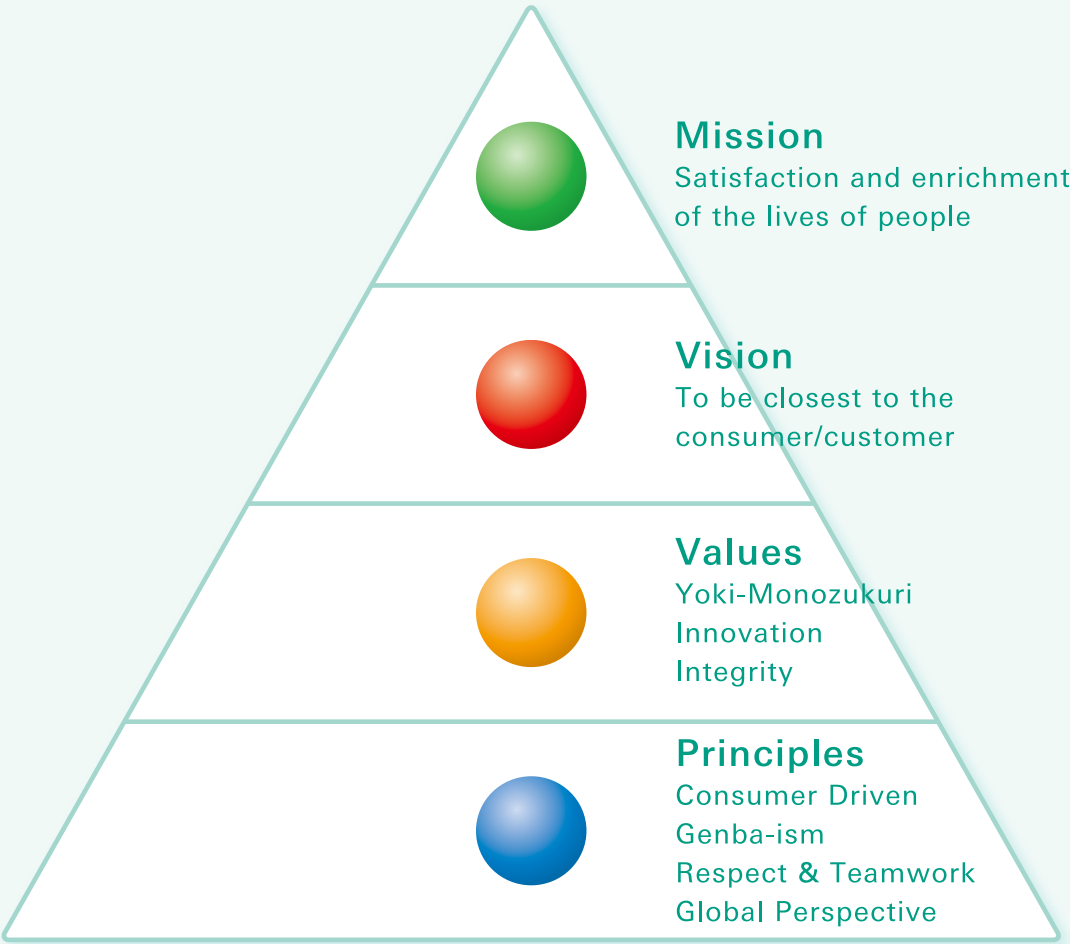 Mission
Satisfaction and enrichment
of the lives of people
Vision
To be closest to the
consumer/customer
Values
Yoki-Monozukuri
Innovation
Integrity
Principles
Consumer Driven
Genba-ism
Respect & Teamwork
Global Perspective